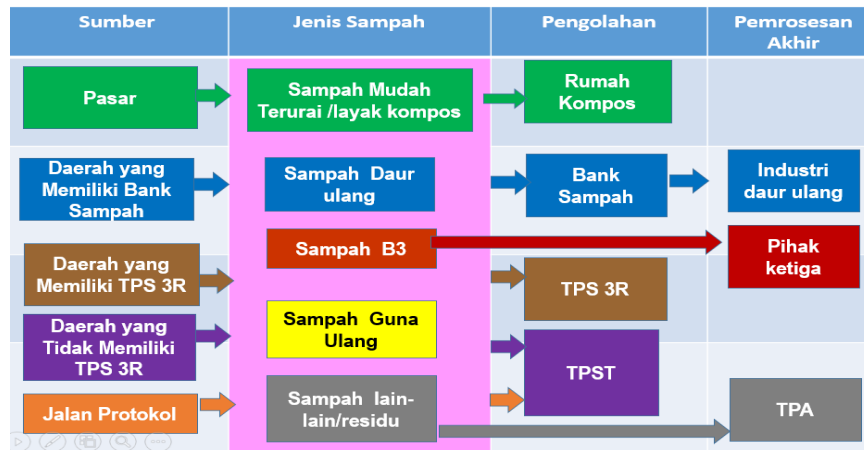 Sumber
Jenis Sampah
Pengolahan
Pemrosesan
Akhir
Pasar
Sampah Mudah
Terurai /layak kompos
Rumah
Kompos
Daerah yang
Memiliki Bank
Sampah
Sampah Daur
ulang
Bank
Sampah
Industri
daur ulang
Sampah B3
Pihak
ketiga
Daerah yang
Memiliki TPS 3R
TPS 3R
Sampah Guna
Ulang
Daerah yang
Tidak Memiliki
TPS 3R
TPST
Jalan Protokol
Sampah lain-
lain/residu
TPA